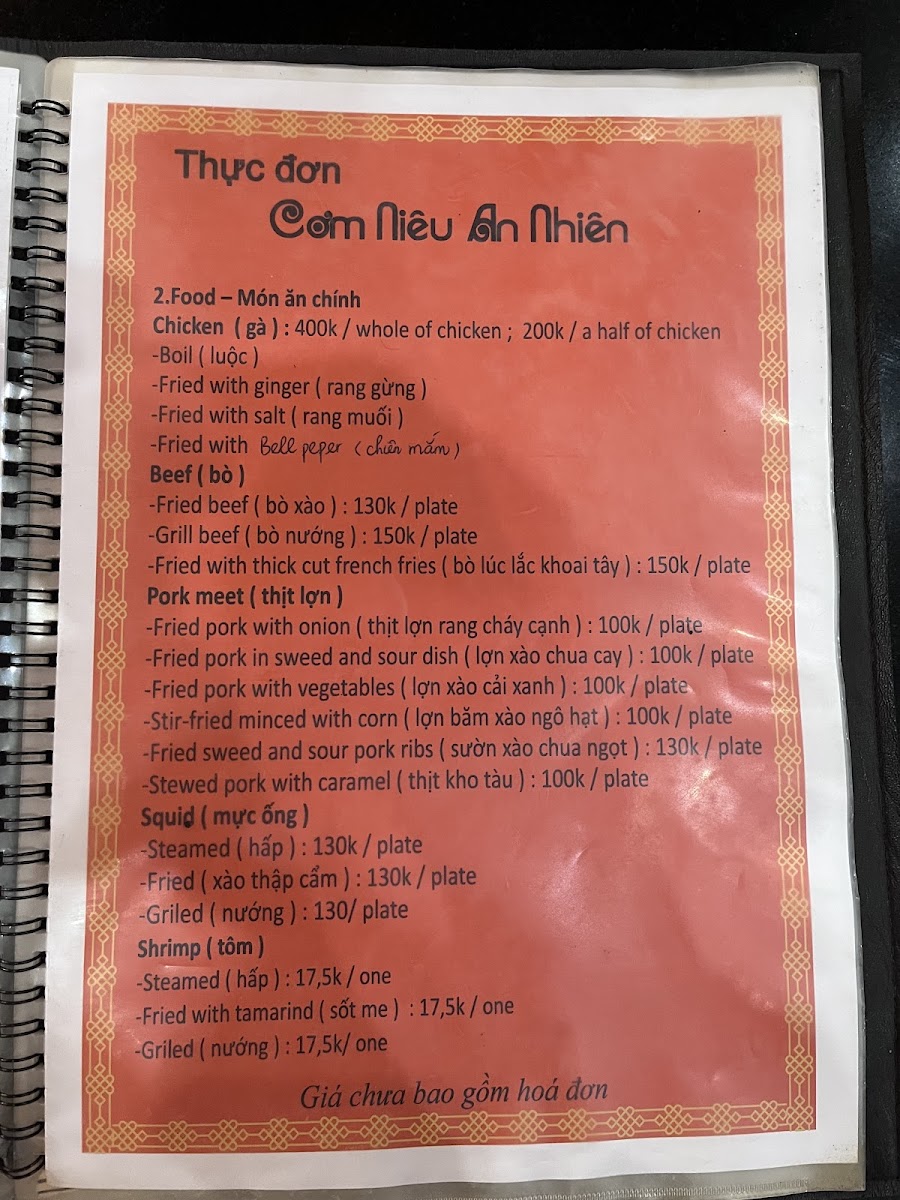 Thực đơn
Cơm Niêu An Nhiên
2.Food – Món ăn chính
Chicken ( gà ) : 400k / whole of chicken ; 200k / a half of chicken
-Boil ( luộc )
-Fried with ginger ( rang gừng )
-Fried with salt ( rang muối )
-Fried with Bell peper ( chiên mắm )
Beef ( bò )
-Fried beef ( bò xào ) : 130k / plate
-Grill beef ( bò nướng ) : 150k / plate
-Fried with thick cut french fries ( bò lúc lắc khoai tây ) : 150k / plate
Pork meet ( thịt lợn )
-Fried pork with onion ( thịt lợn rang cháy cạnh ) : 100k / plate
-Fried pork in sweed and sour dish ( lợn xào chua cay ) : 100k / plate
-Fried pork with vegetables ( lợn xào cải xanh ) : 100k / plate
-Stir-fried minced with corn ( lợn băm xào ngô hạt ) : 100k / plate
-Fried sweed and sour pork ribs ( sườn xào chua ngọt ) : 130k / plate
-Stewed pork with caramel ( thịt kho tàu ) : 100k / plate
Squid ( mực ống )
-Steamed ( hấp ) : 130k / plate
-Fried ( xào thập cẩm ) : 130k / plate
-Griled ( nướng ) : 130/ plate
Shrimp ( tôm )
-Steamed ( hấp ) : 17,5k / one
-Fried with tamarind ( sốt me ) : 17,5k / one
-Griled ( nướng ) : 17,5k/ one
Giá chưa bao gồm hoá đơn